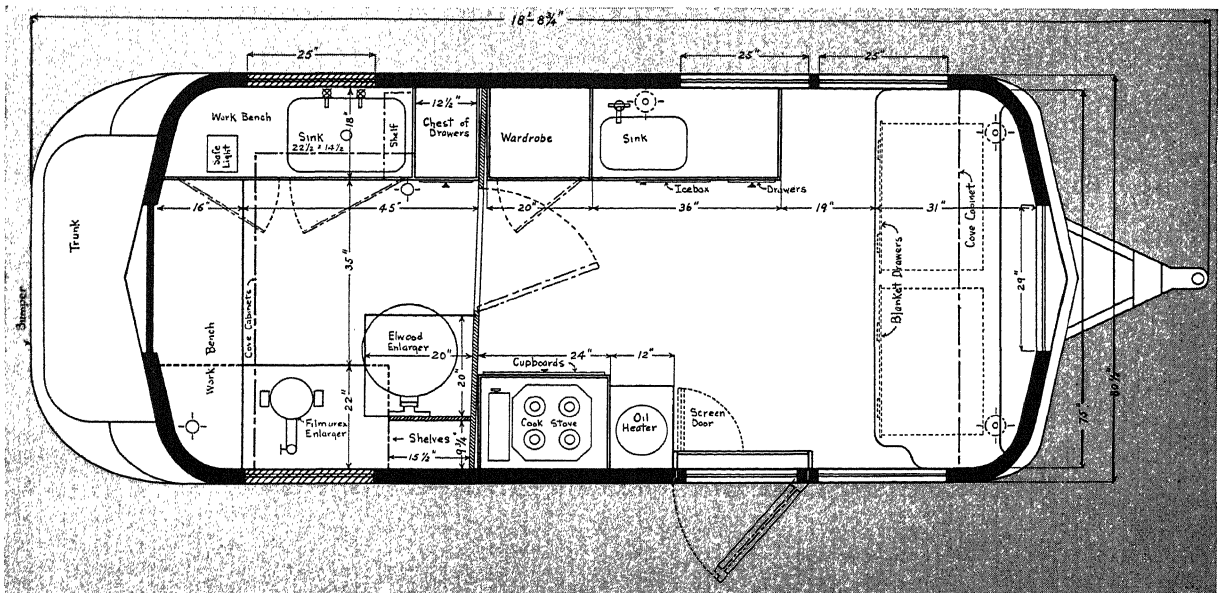 18'-8¾"
25"
25"
25"
Work Bench
Sink
22½ × 14½
18"
Shelf
12½"
Chest of
Drawers
Wardrobe
Sink
Safe
Light
Icebox
Drawers
16"
45"
20"
36"
19"
31"
Trunk
Bumper
Cove Cabinets
35"
Work Bench
Blanket Drawers
Cove Cabinet
29"
75"
80½"
Elwood
Enlarger
20"
20"
24"
12"
Cupboards
22"
Filmurex
Enlarger
Shelves
15½"
9¾"
Cook Stove
Oil
Heater
Screen
Door